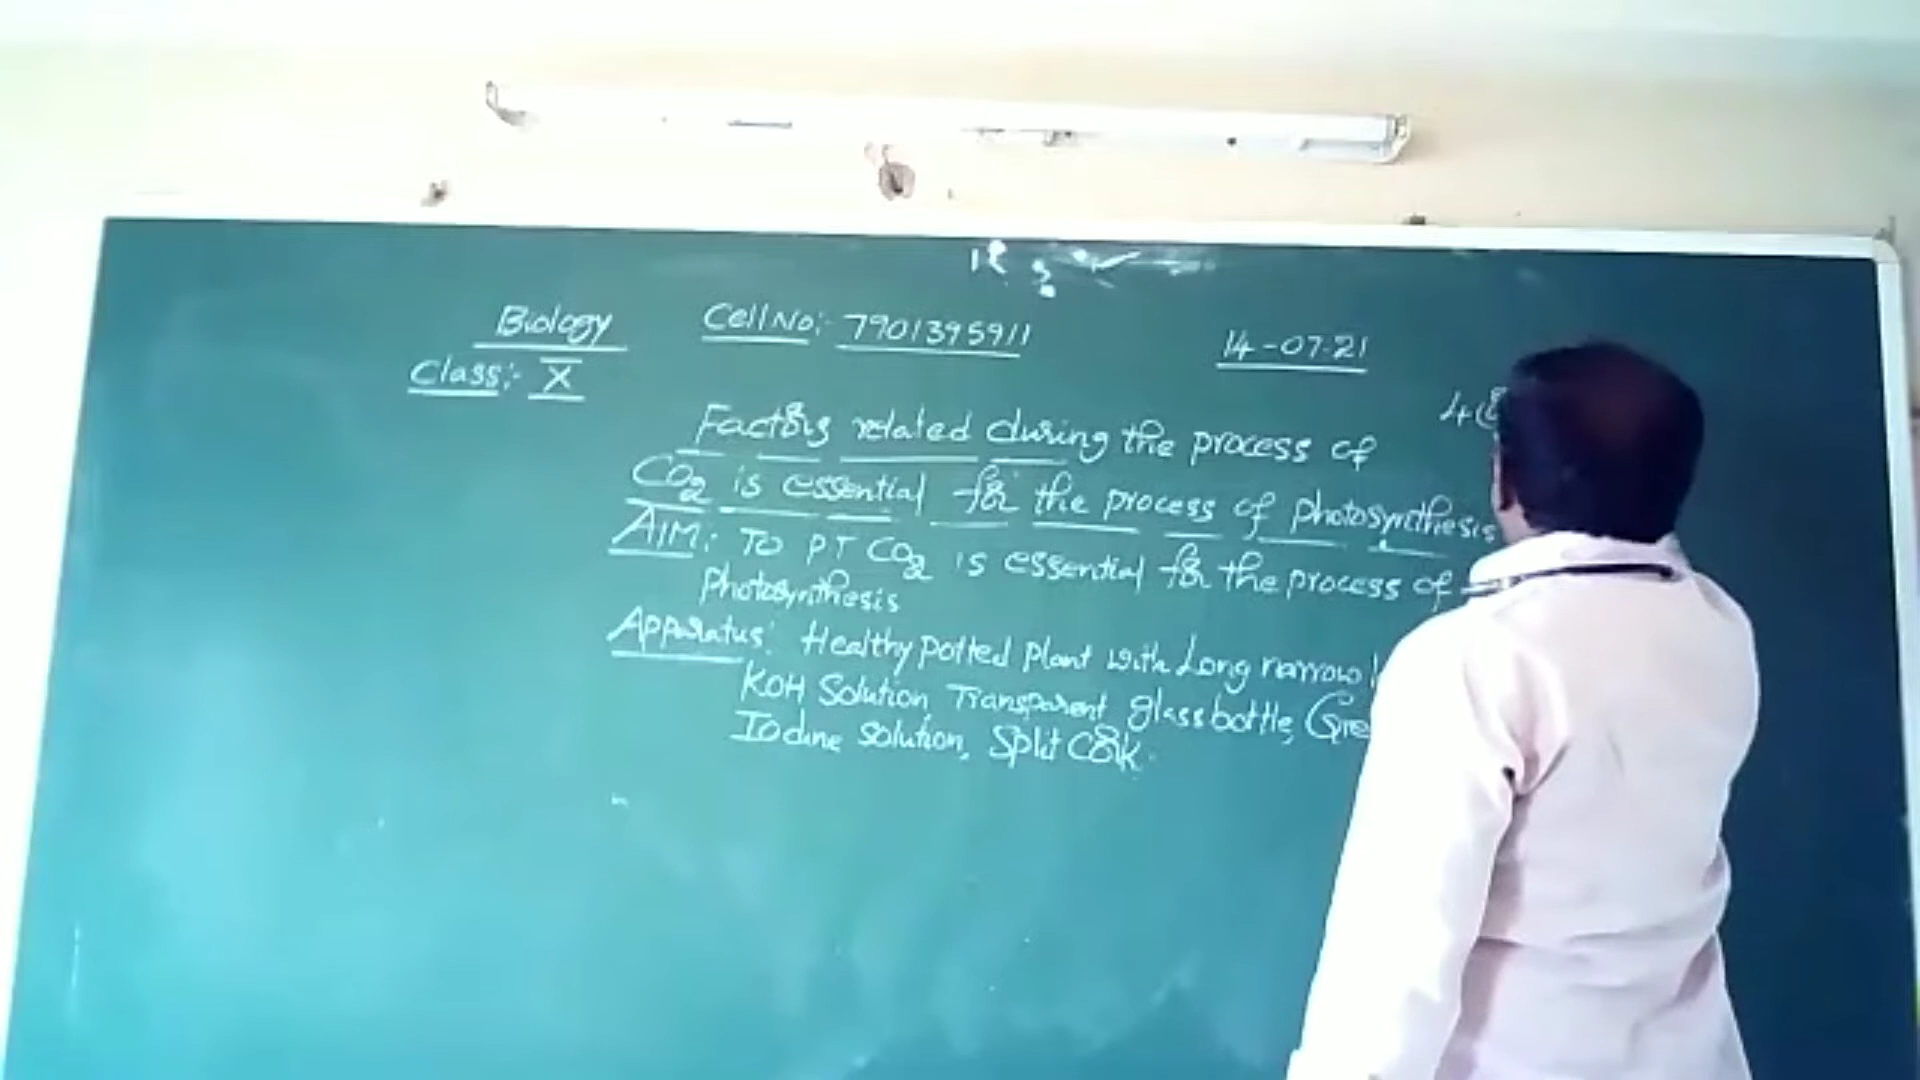 Biology Cell No:- 7901395911 14-07-21
Class:- X
Factors related during the process of
CO2 is essential for the process of photosynthesis
AIM: To PT CO2 is essential for the process of
photosynthesis
Apparatus: Healthy potted plant with Long narrow
KOH Solution Transparent glass bottle,
Iodine solution, Split Cork.